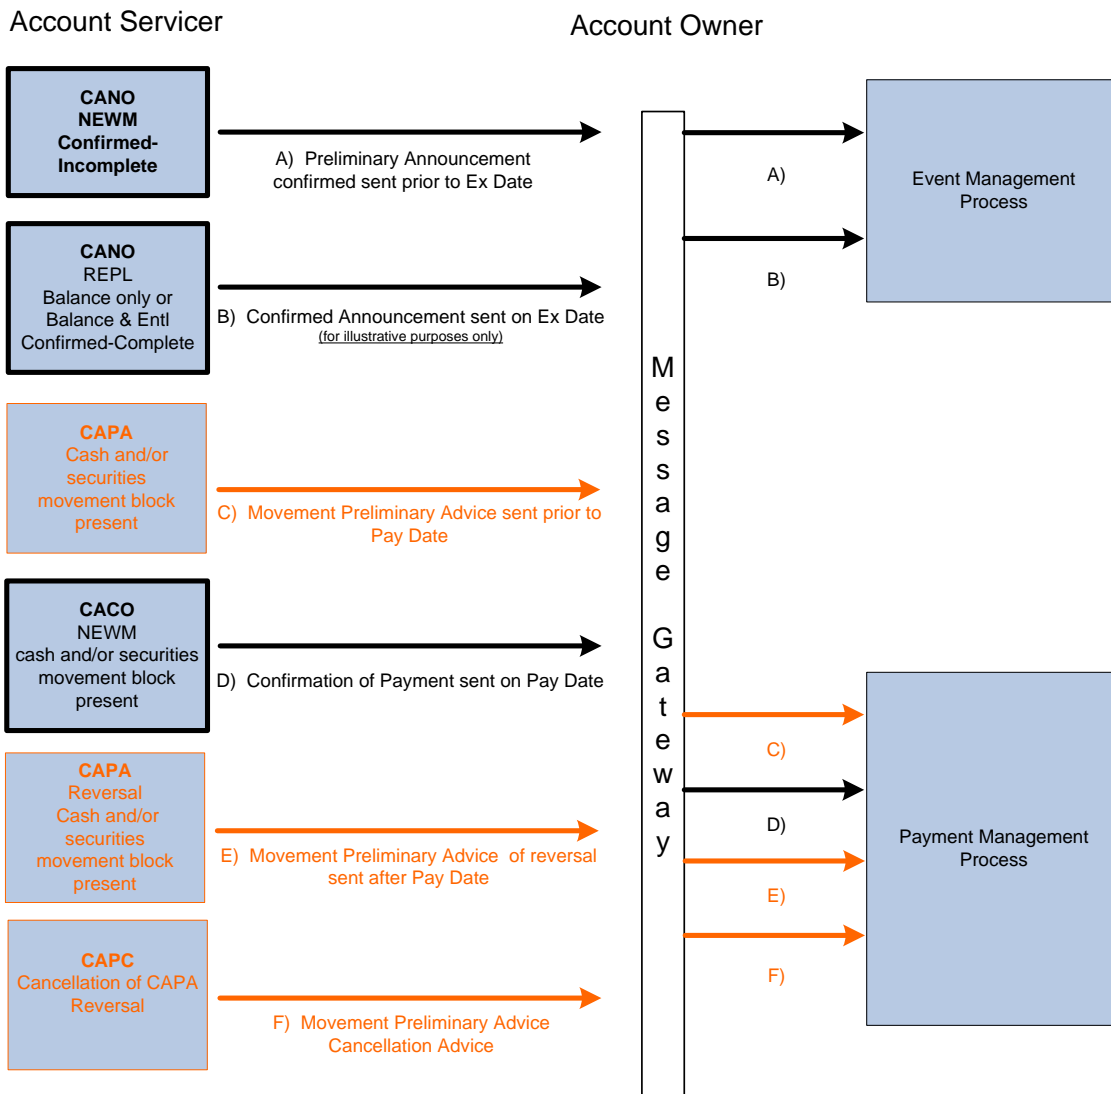 Account Servicer
Account Owner
CANO
NEWM
Confirmed-
Incomplete
A) Preliminary Announcement
confirmed sent prior to Ex Date
A)
Event Management
Process
CANO
REPL
Balance only or
Balance & Entl
Confirmed-Complete
B) Confirmed Announcement sent on Ex Date
(for illustrative purposes only)
B)
Message Gateway
CAPA
Cash and/or
securities
movement block
present
C) Movement Preliminary Advice sent prior to
Pay Date
CACO
NEWM
cash and/or securities
movement block
present
D) Confirmation of Payment sent on Pay Date
C)
D)
Payment Management
Process
CAPA
Reversal
Cash and/or
securities
movement block
present
E) Movement Preliminary Advice of reversal
sent after Pay Date
E)
CAPC
Cancellation of CAPA
Reversal
F) Movement Preliminary Advice
Cancellation Advice
F)